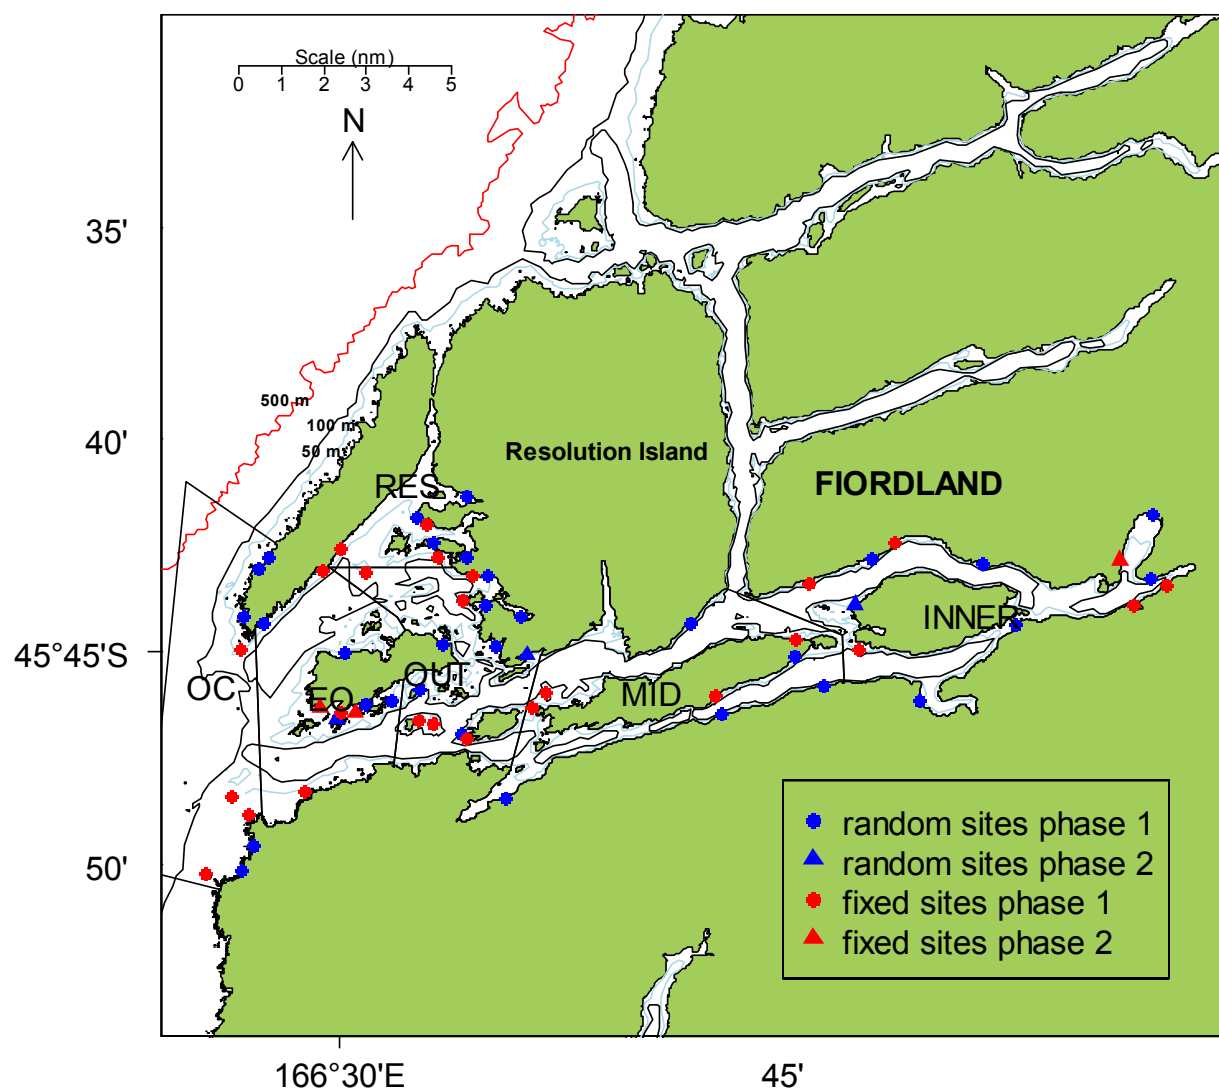 Scale (nm)
0 1 2 3 4 5
N
35'
500 m
100 m
50 m
40'
Resolution Island
RES
FIORDLAND
INNER
45°45'S
OC
EO
OUT
MID
50'
random sites phase 1
random sites phase 2
fixed sites phase 1
fixed sites phase 2
166°30'E
45'